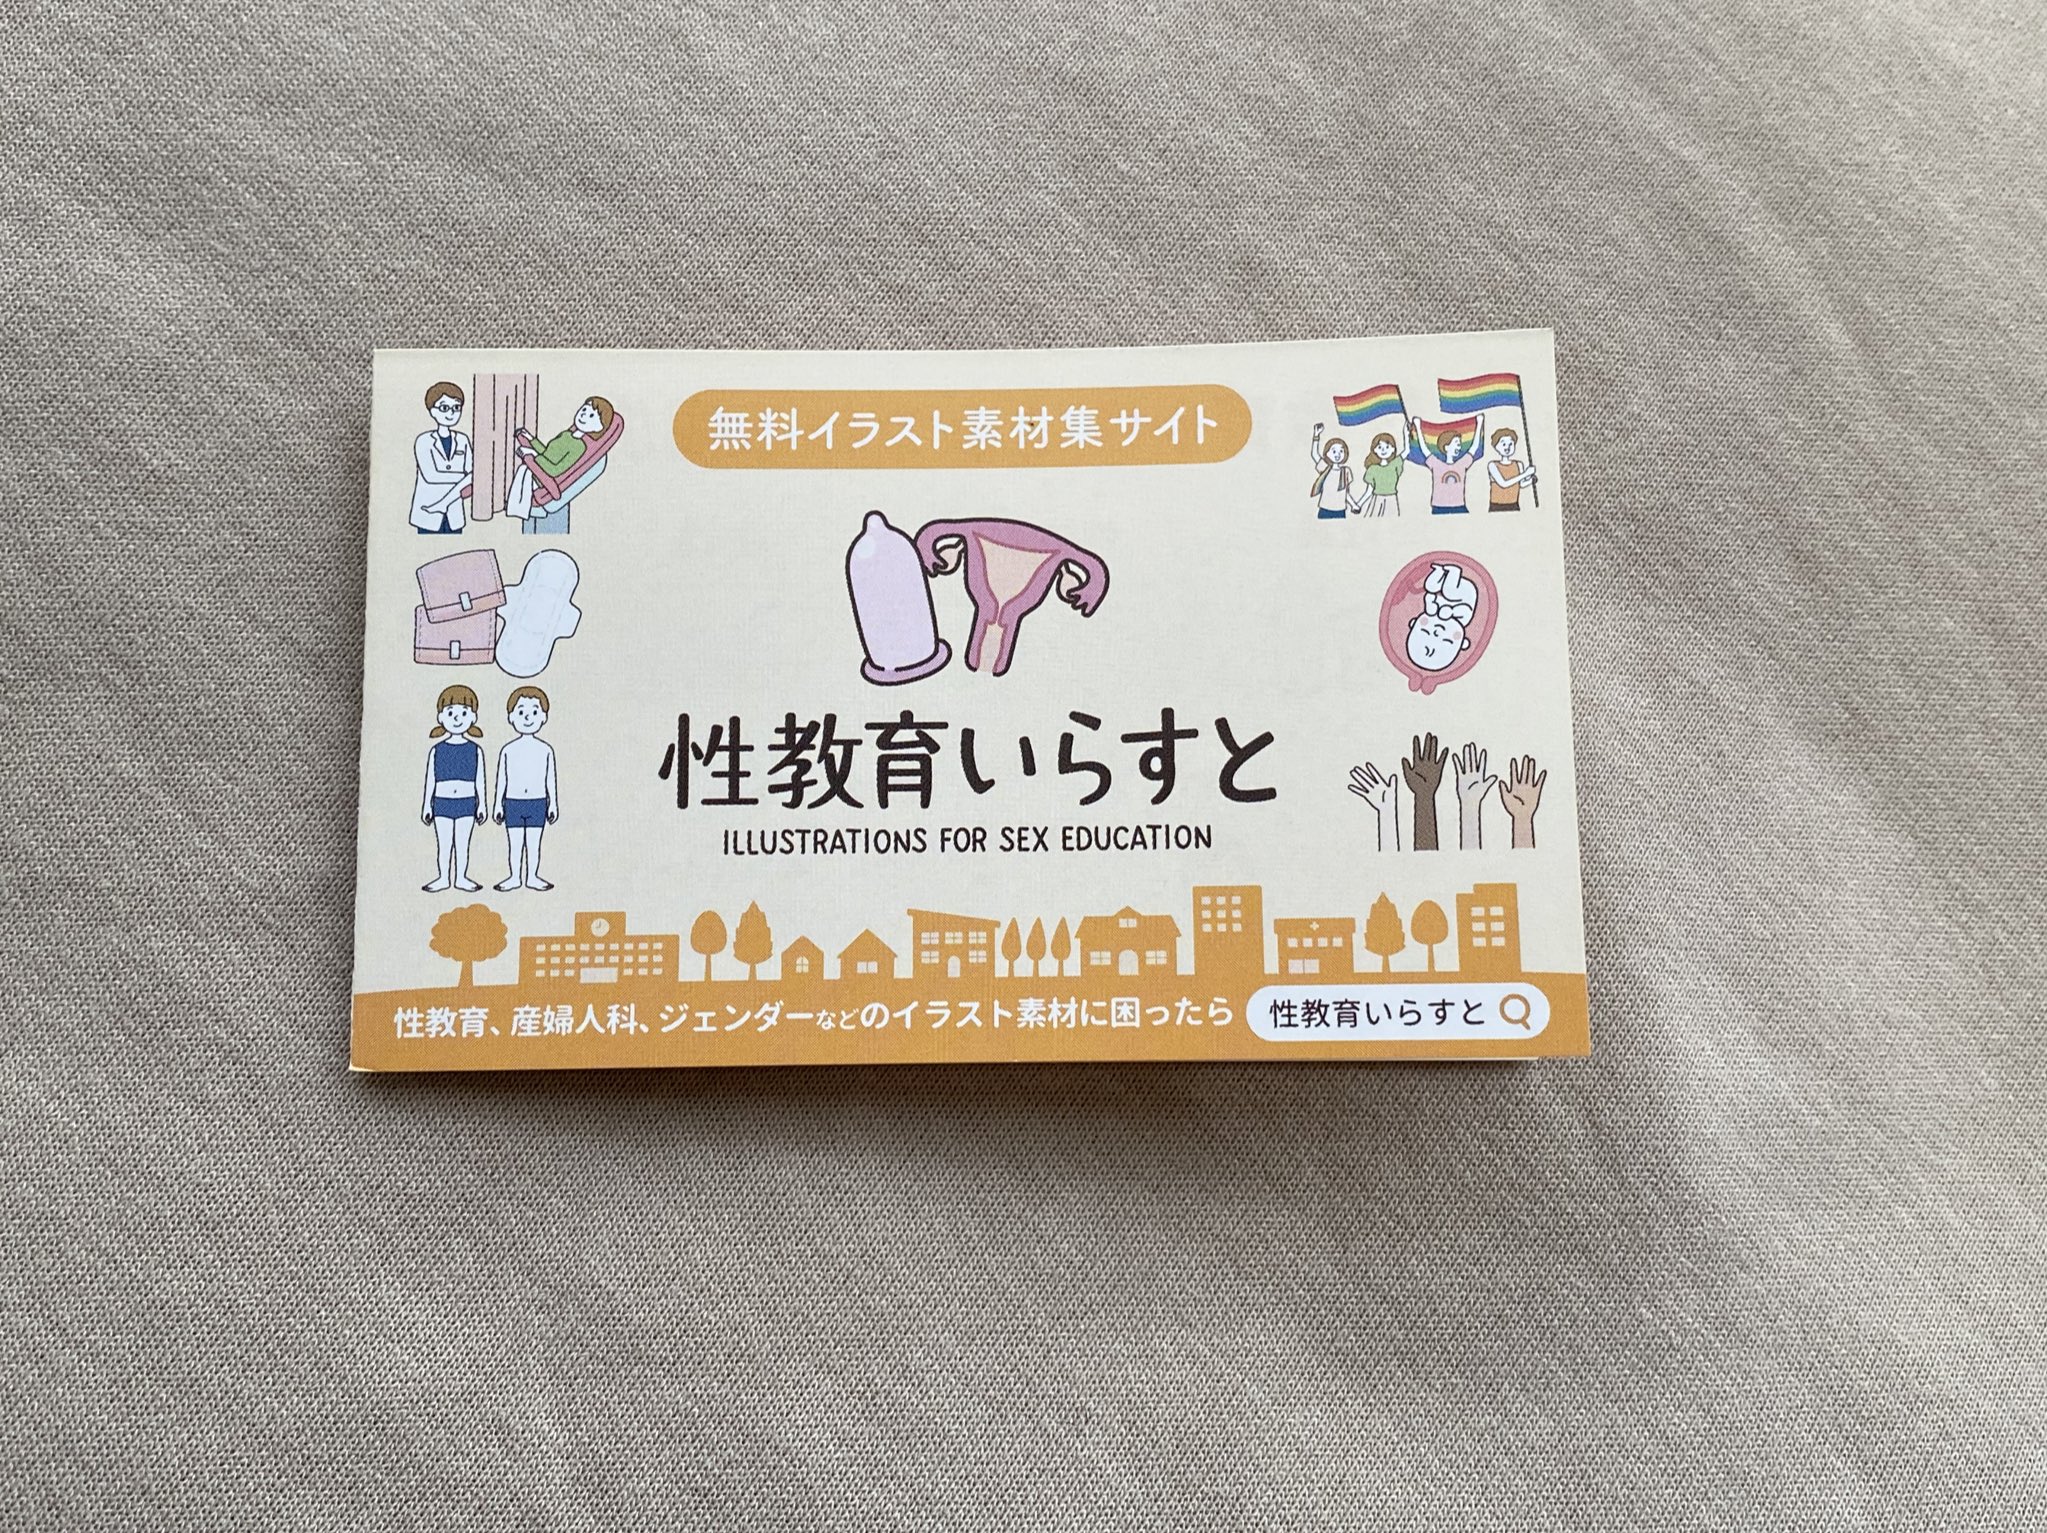 無料イラスト素材集サイト
性教育いらすと
ILLUSTRATIONS FOR SEX EDUCATION
性教育、産婦人科、ジェンダーなどのイラスト素材に困ったら 性教育いらすと